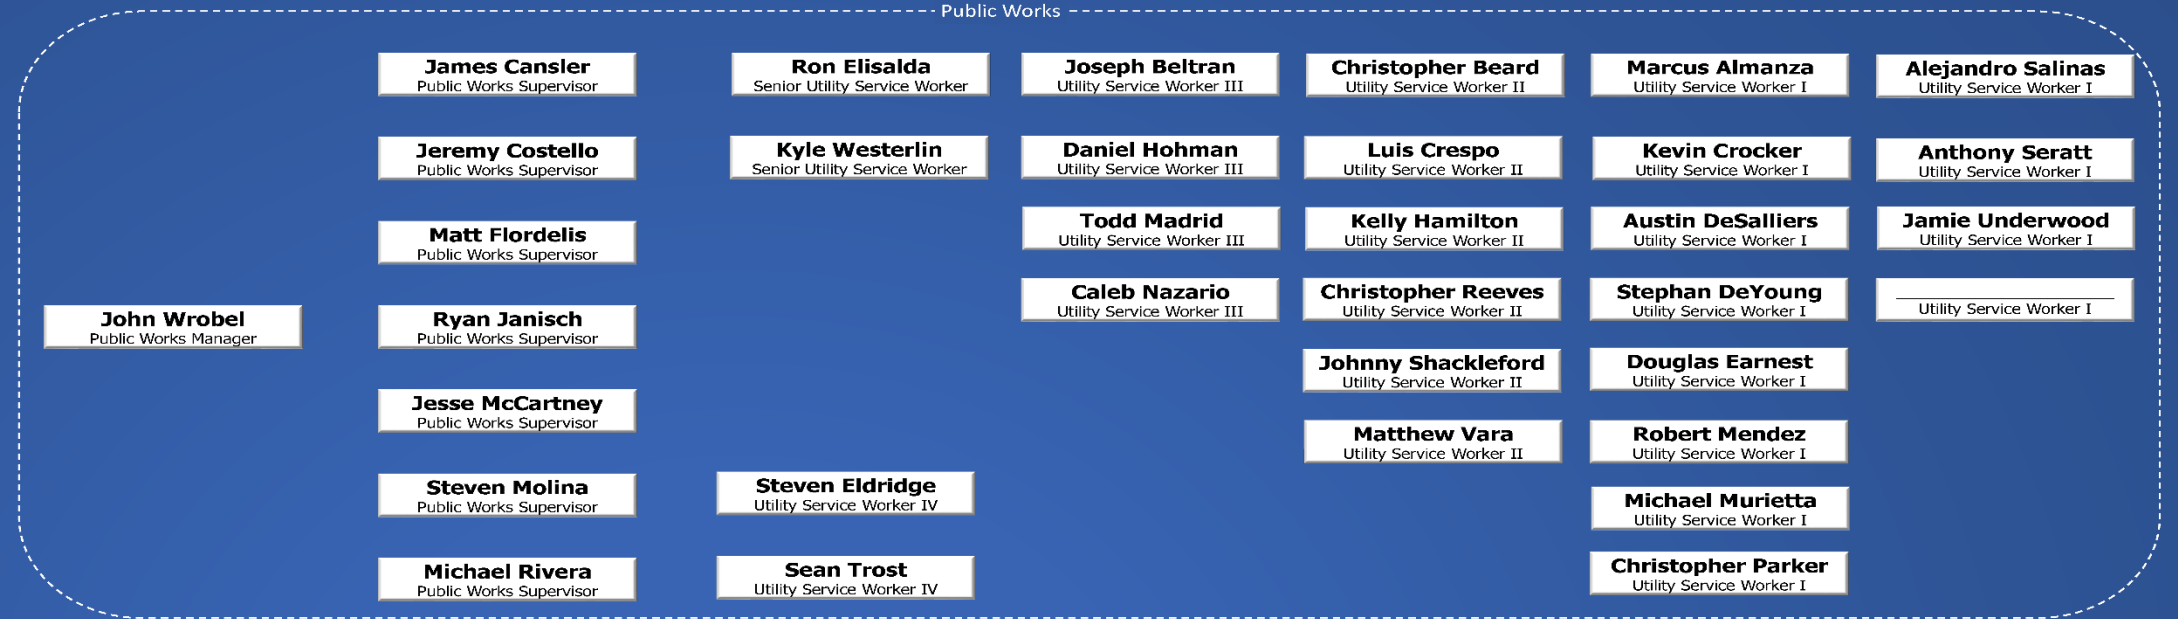 Public Works
John Wrobel
Public Works Manager
James Cansler
Public Works Supervisor
Jeremy Costello
Public Works Supervisor
Matt Flordelis
Public Works Supervisor
Ryan Janisch
Public Works Supervisor
Jesse McCartney
Public Works Supervisor
Steven Molina
Public Works Supervisor
Michael Rivera
Public Works Supervisor
Ron Elisalda
Senior Utility Service Worker
Kyle Westerlin
Senior Utility Service Worker
Steven Eldridge
Utility Service Worker IV
Sean Trost
Utility Service Worker IV
Joseph Beltran
Utility Service Worker III
Daniel Hohman
Utility Service Worker III
Todd Madrid
Utility Service Worker III
Caleb Nazario
Utility Service Worker III
Christopher Beard
Utility Service Worker II
Luis Crespo
Utility Service Worker II
Kelly Hamilton
Utility Service Worker II
Christopher Reeves
Utility Service Worker II
Johnny Shackleford
Utility Service Worker II
Matthew Vara
Utility Service Worker II
Marcus Almanza
Utility Service Worker I
Kevin Crocker
Utility Service Worker I
Austin DeSalliers
Utility Service Worker I
Stephan DeYoung
Utility Service Worker I
Douglas Earnest
Utility Service Worker I
Robert Mendez
Utility Service Worker I
Michael Murietta
Utility Service Worker I
Christopher Parker
Utility Service Worker I
Alejandro Salinas
Utility Service Worker I
Anthony Seratt
Utility Service Worker I
Jamie Underwood
Utility Service Worker I
Utility Service Worker I